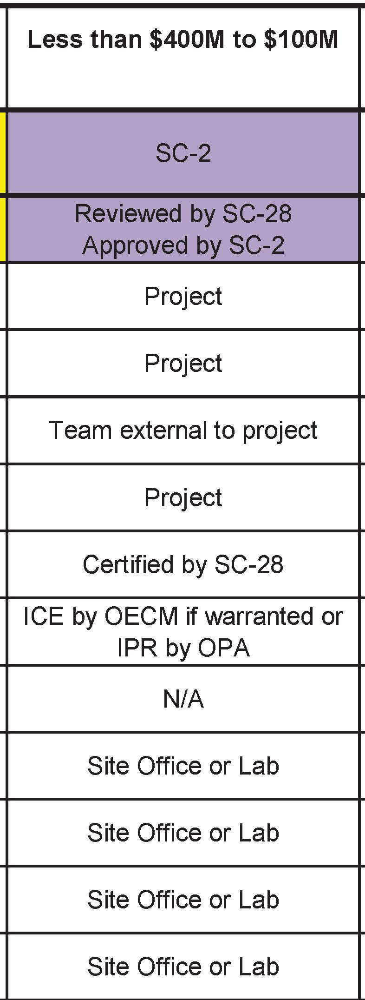 Less than $400M to $100M
SC-2
Reviewed by SC-28
Approved by SC-2
Project
Project
Team external to project
Project
Certified by SC-28
ICE by OECM if warranted or
IPR by OPA
N/A
Site Office or Lab
Site Office or Lab
Site Office or Lab
Site Office or Lab